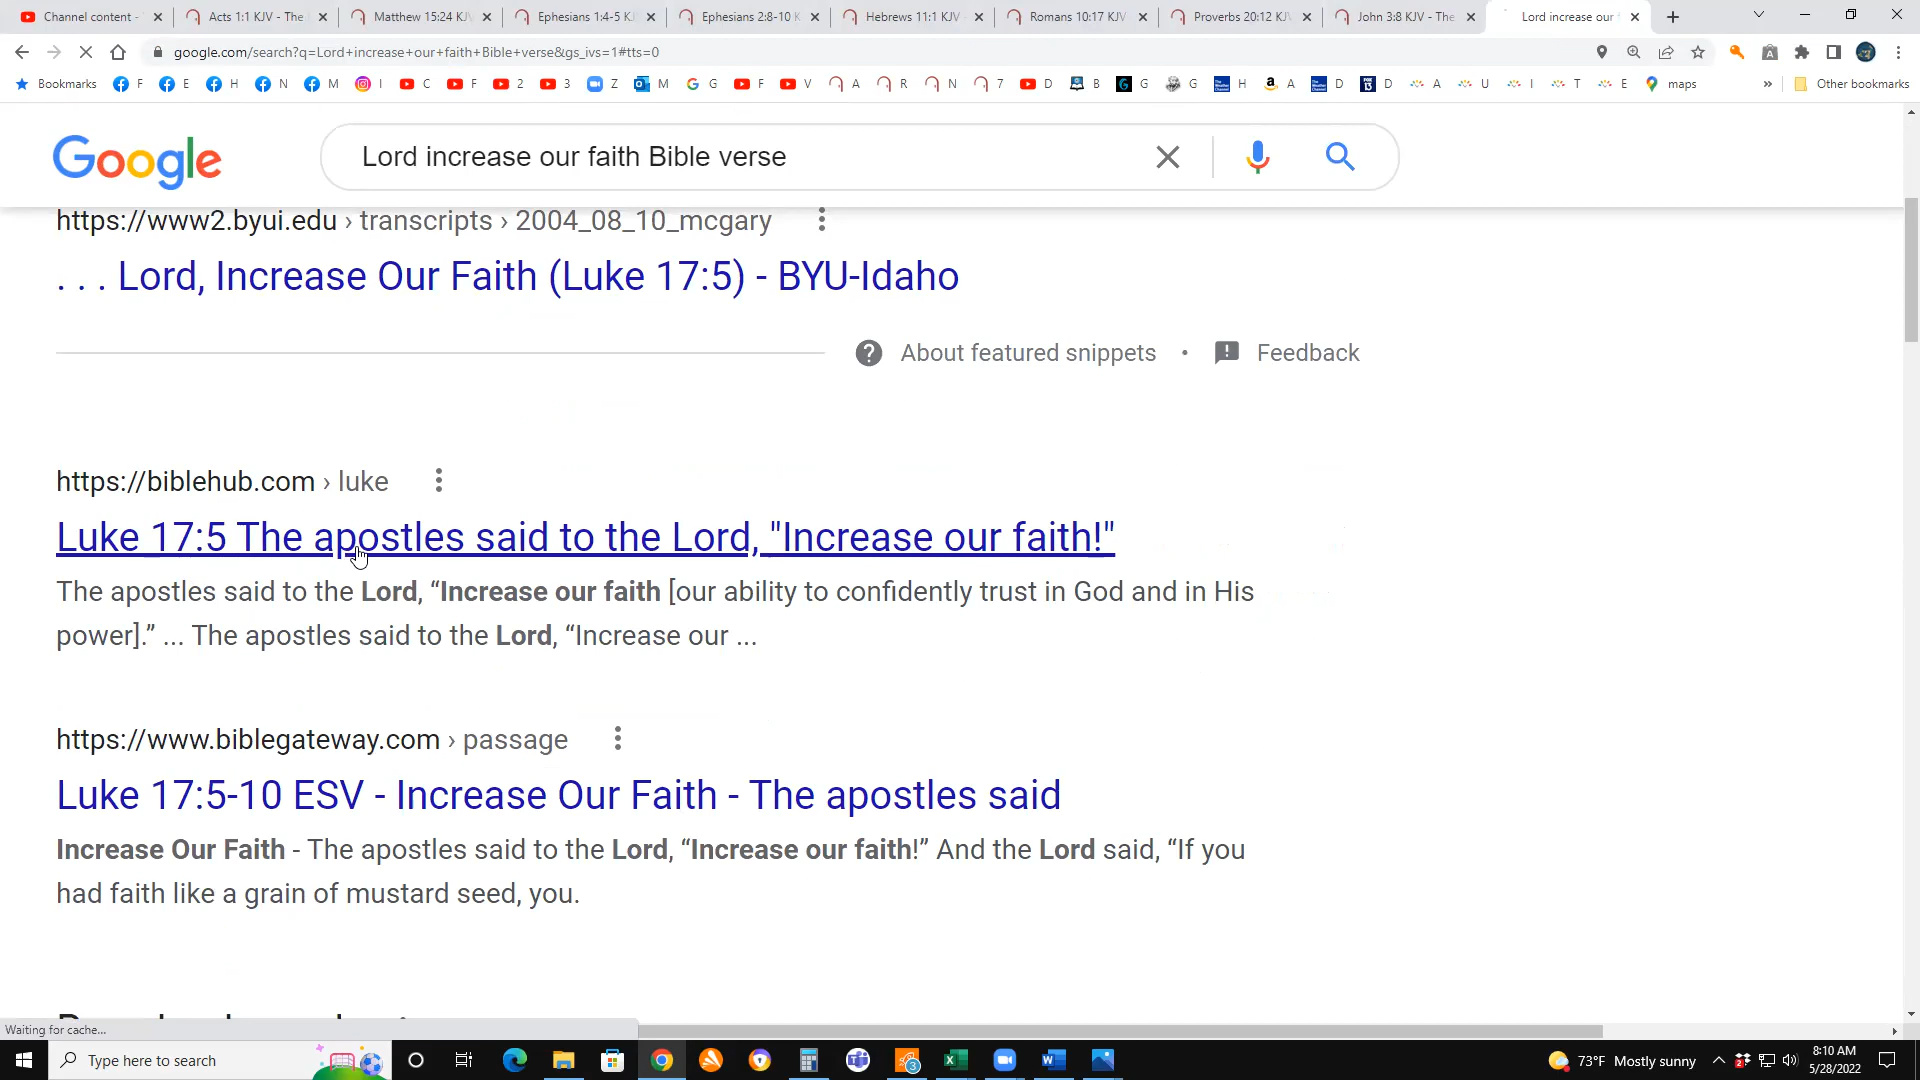 Channel content -
Acts 1:1 KJV - The
Matthew 15:24 KJ
Ephesians 1:4-5 KJ
Ephesians 2:8-10 K
Hebrews 11:1 KJV
Romans 10:17 KJV
Proverbs 20:12 KJV
John 3:8 KJV - The
Lord increase our
google.com/search?q=Lord+increase+our+faith+Bible+verse&gs_ivs=1#tts=0
Bookmarks F E H N M I C F 2 3 Z M G F V A R N 7 D B G G H A D D A U I T E maps » Other bookmarks
Google
Lord increase our faith Bible verse
https://www2.byui.edu › transcripts › 2004_08_10_mcgary
. . . Lord, Increase Our Faith (Luke 17:5) - BYU-Idaho
About featured snippets • Feedback
https://biblehub.com › luke
Luke 17:5 The apostles said to the Lord, "Increase our faith!"
The apostles said to the Lord, “Increase our faith [our ability to confidently trust in God and in His
power].” ... The apostles said to the Lord, “Increase our ...
https://www.biblegateway.com › passage
Luke 17:5-10 ESV - Increase Our Faith - The apostles said
Increase Our Faith - The apostles said to the Lord, “Increase our faith!” And the Lord said, “If you
had faith like a grain of mustard seed, you.
Waiting for cache...
Type here to search
73°F Mostly sunny
8:10 AM
5/28/2022